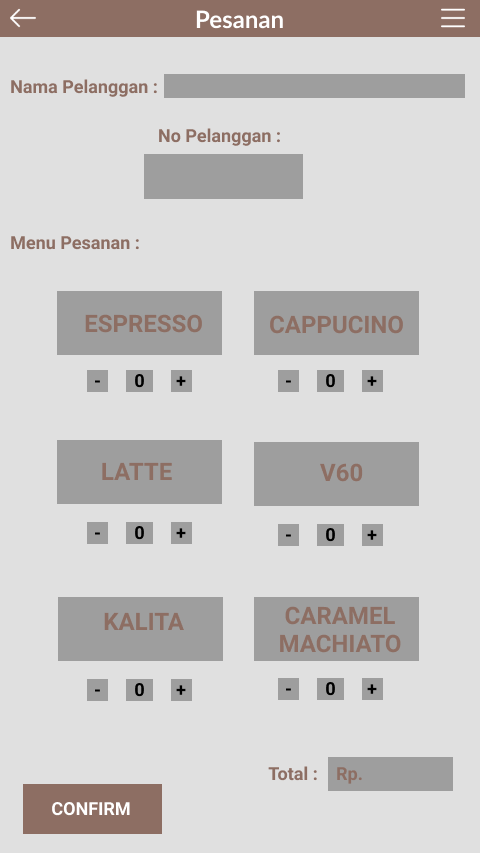 Pesanan
Nama Pelanggan :
No Pelanggan :
Menu Pesanan :
ESPRESSO
CAPPUCINO
- 0 +
- 0 +
LATTE
V60
- 0 +
- 0 +
KALITA
CARAMEL
MACHIATO
- 0 +
- 0 +
Total : Rp.
CONFIRM